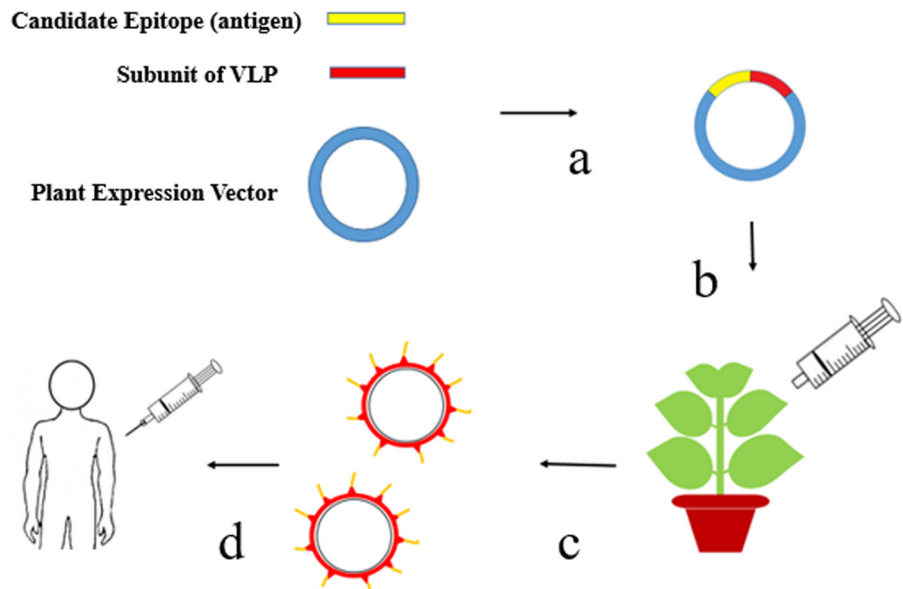 Candidate Epitope (antigen)
Subunit of VLP
Plant Expression Vector
a
b
c
d